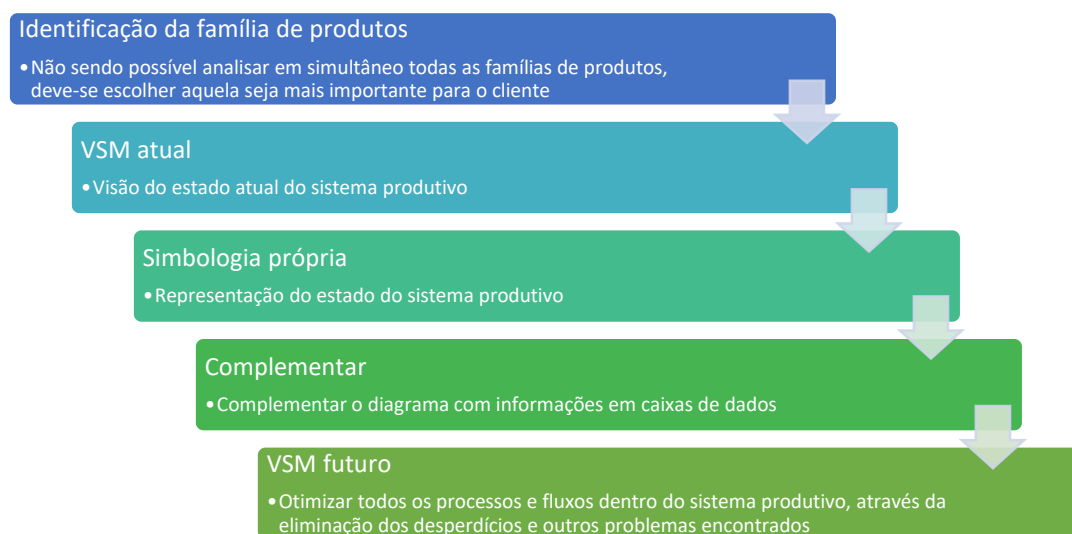 Identificação da família de produtos
•Não sendo possível analisar em simultâneo todas as famílias de produtos,
deve-se escolher aquela seja mais importante para o cliente
VSM atual
•Visão do estado atual do sistema produtivo
Simbologia própria
•Representação do estado do sistema produtivo
Complementar
•Complementar o diagrama com informações em caixas de dados
VSM futuro
•Otimizar todos os processos e fluxos dentro do sistema produtivo, através da
eliminação dos desperdícios e outros problemas encontrados